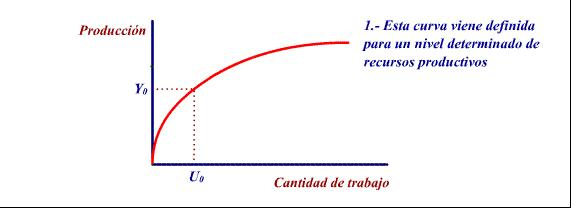 Producción
1.- Esta curva viene definida
para un nivel determinado de
recursos productivos
Y0
U0
Cantidad de trabajo